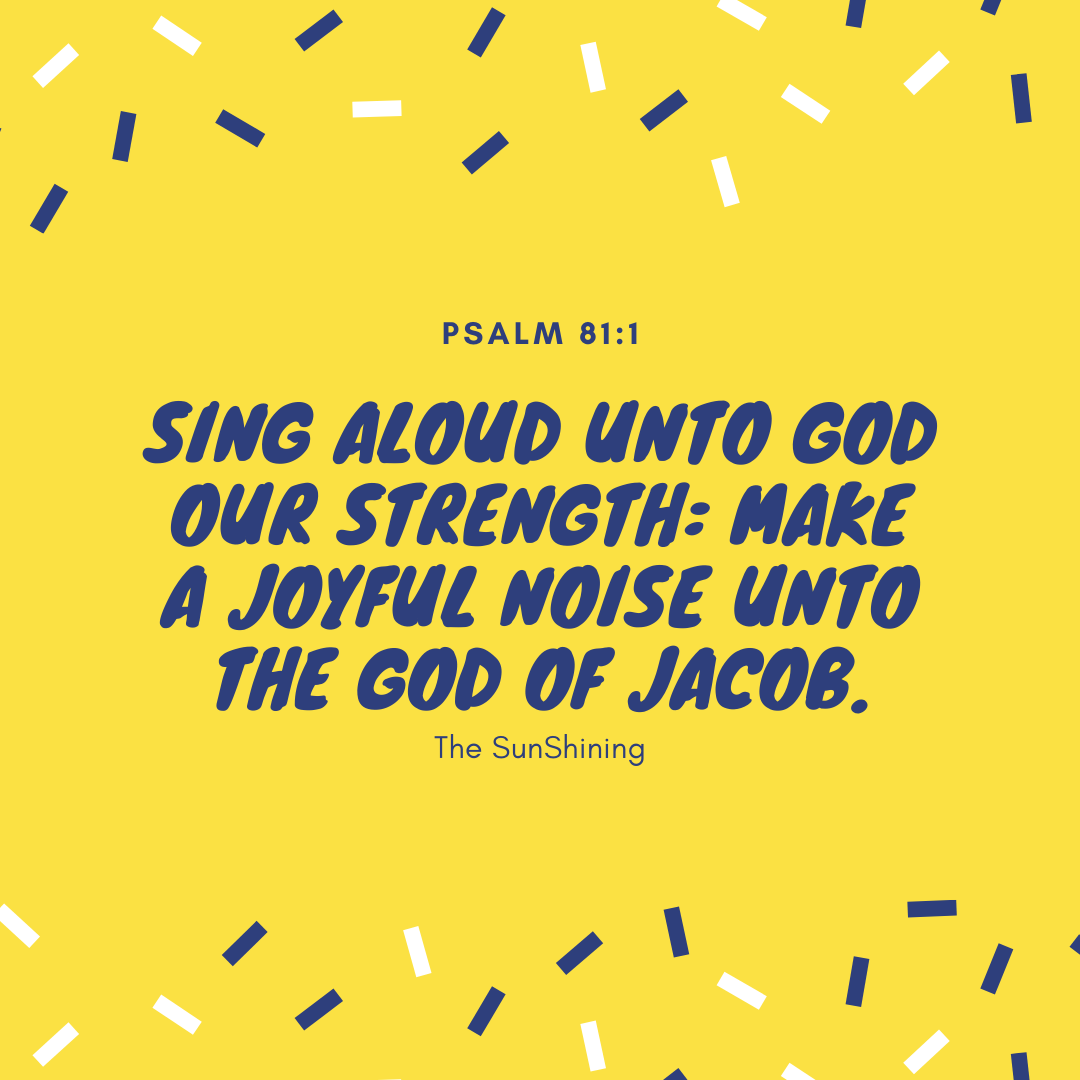 PSALM 81:1
SING ALOUD UNTO GOD
OUR STRENGTH: MAKE
A JOYFUL NOISE UNTO
THE GOD OF JACOB.
The SunShining